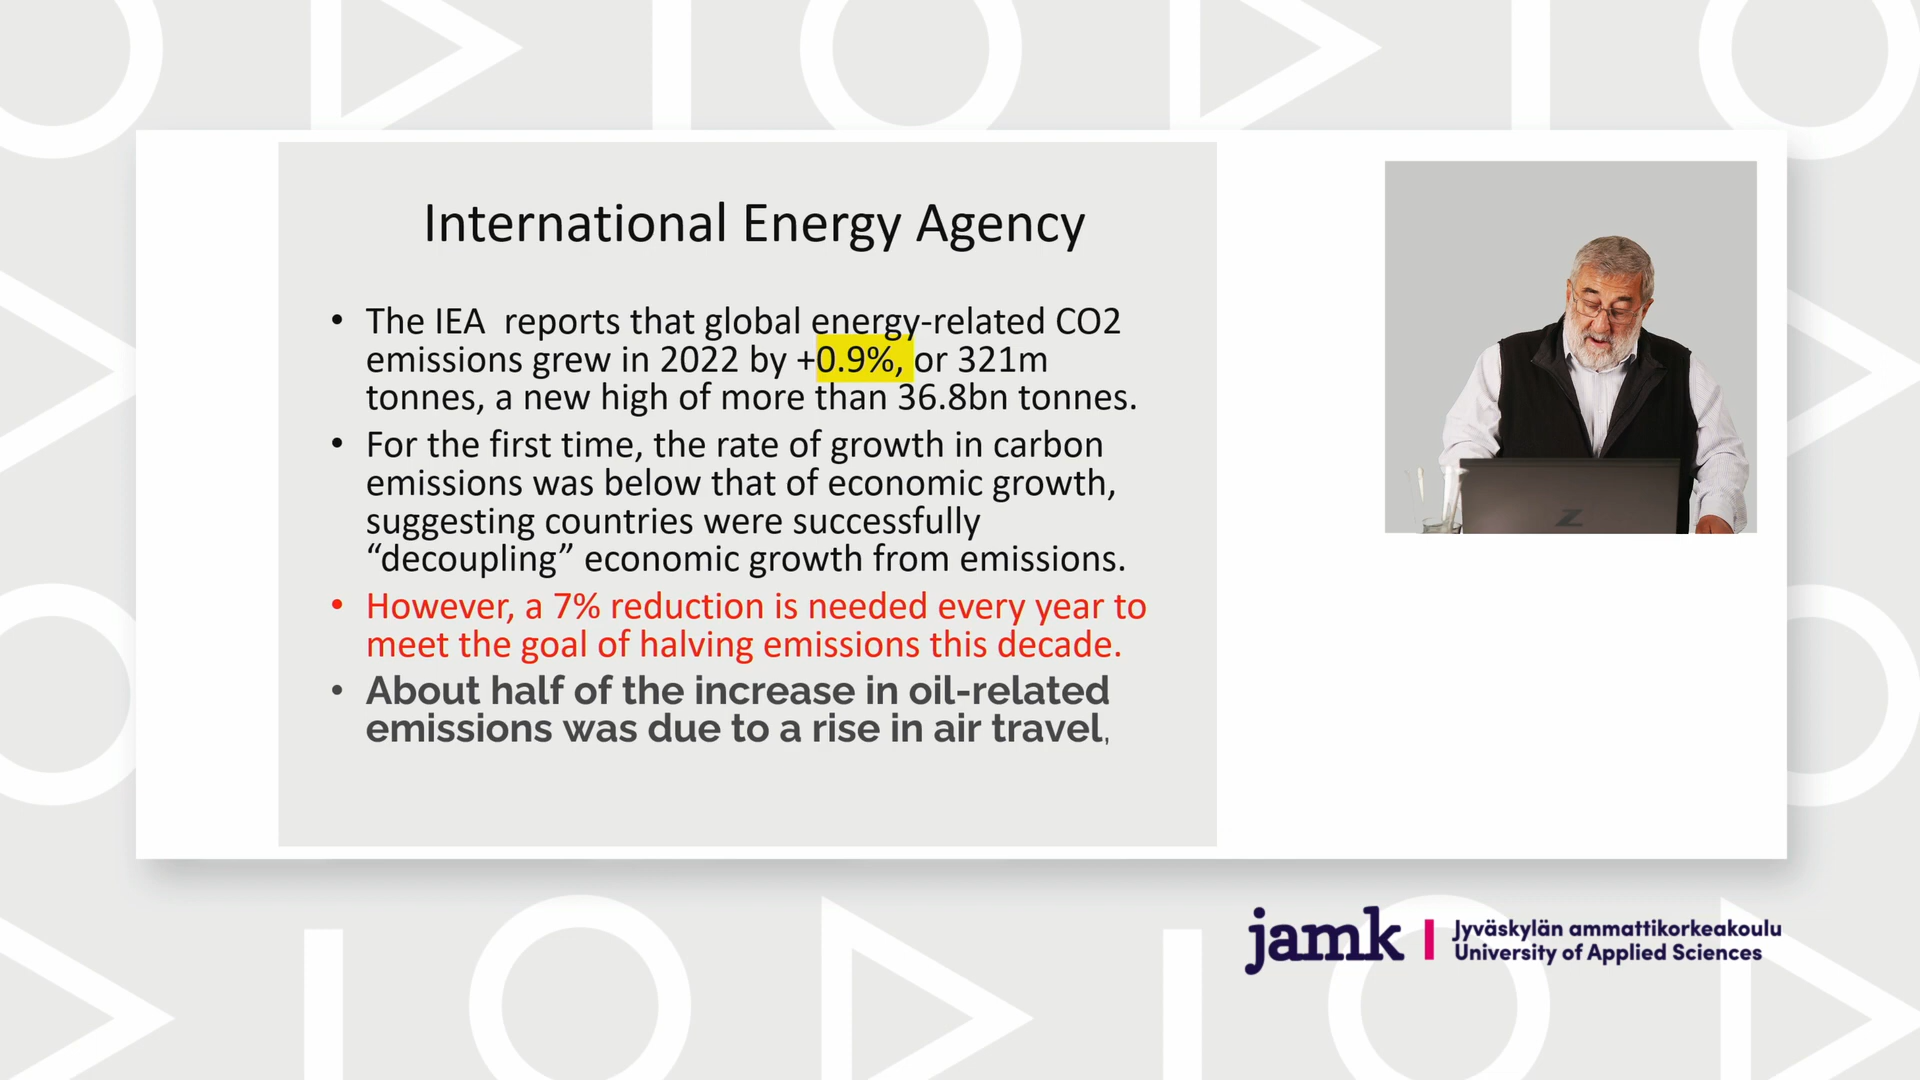 International Energy Agency
• The IEA reports that global energy-related CO2
emissions grew in 2022 by +0.9%, or 321m
tonnes, a new high of more than 36.8bn tonnes.
• For the first time, the rate of growth in carbon
emissions was below that of economic growth,
suggesting countries were successfully
“decoupling” economic growth from emissions.
• However, a 7% reduction is needed every year to
meet the goal of halving emissions this decade.
• About half of the increase in oil-related
emissions was due to a rise in air travel,
jamk
Jyväskylän ammattikorkeakoulu
University of Applied Sciences